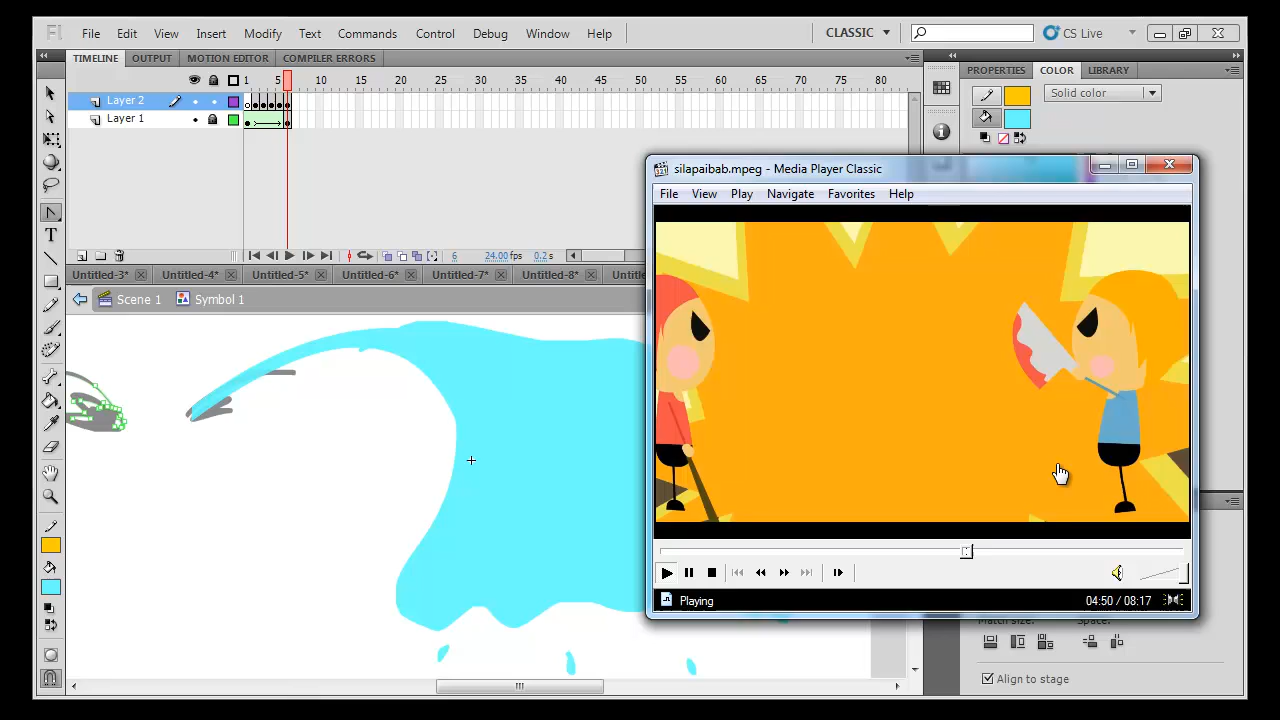 Fl File Edit View Insert Modify Text Commands Control Debug Window Help CLASSIC CS Live
TIMELINE OUTPUT MOTION EDITOR COMPILER ERRORS
PROPERTIES COLOR LIBRARY
1 5 10 15 20 25 30 35 40 45 50 55 60 65 70 75 80
Solid color
Layer 2
Layer 1
silapaibab.mpeg - Media Player Classic
File View Play Navigate Favorites Help
6 24.00 fps 0.2 s
Untitled-3* Untitled-4* Untitled-5* Untitled-6* Untitled-7* Untitled-8*
Scene 1 Symbol 1
T
Playing 04:50 / 08:17
Align to stage